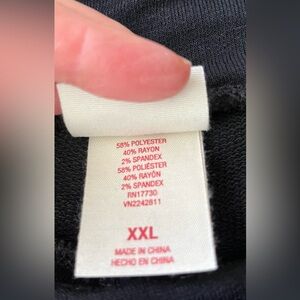 58% POLYESTER
40% RAYON
2% SPANDEX
58% POLIÉSTER
40% RAYÓN
2% SPANDEX
RN17730
VN2242611
XXL
MADE IN CHINA
HECHO EN CHINA